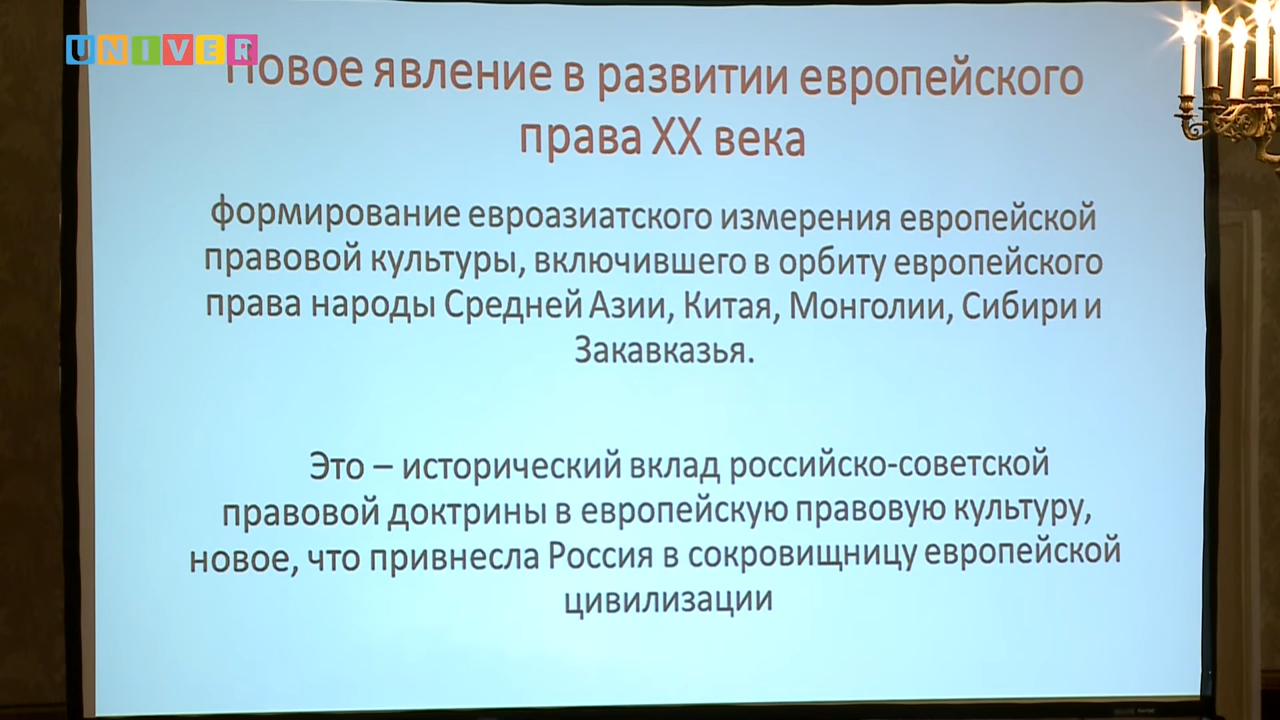 UNIVER
Новое явление в развитии европейского
права XX века
формирование евроазиатского измерения европейской
правовой культуры, включившего в орбиту европейского
права народы Средней Азии, Китая, Монголии, Сибири и
Закавказья.
Это – исторический вклад российско-советской
правовой доктрины в европейскую правовую культуру,
новое, что привнесла Россия в сокровищницу европейской
цивилизации